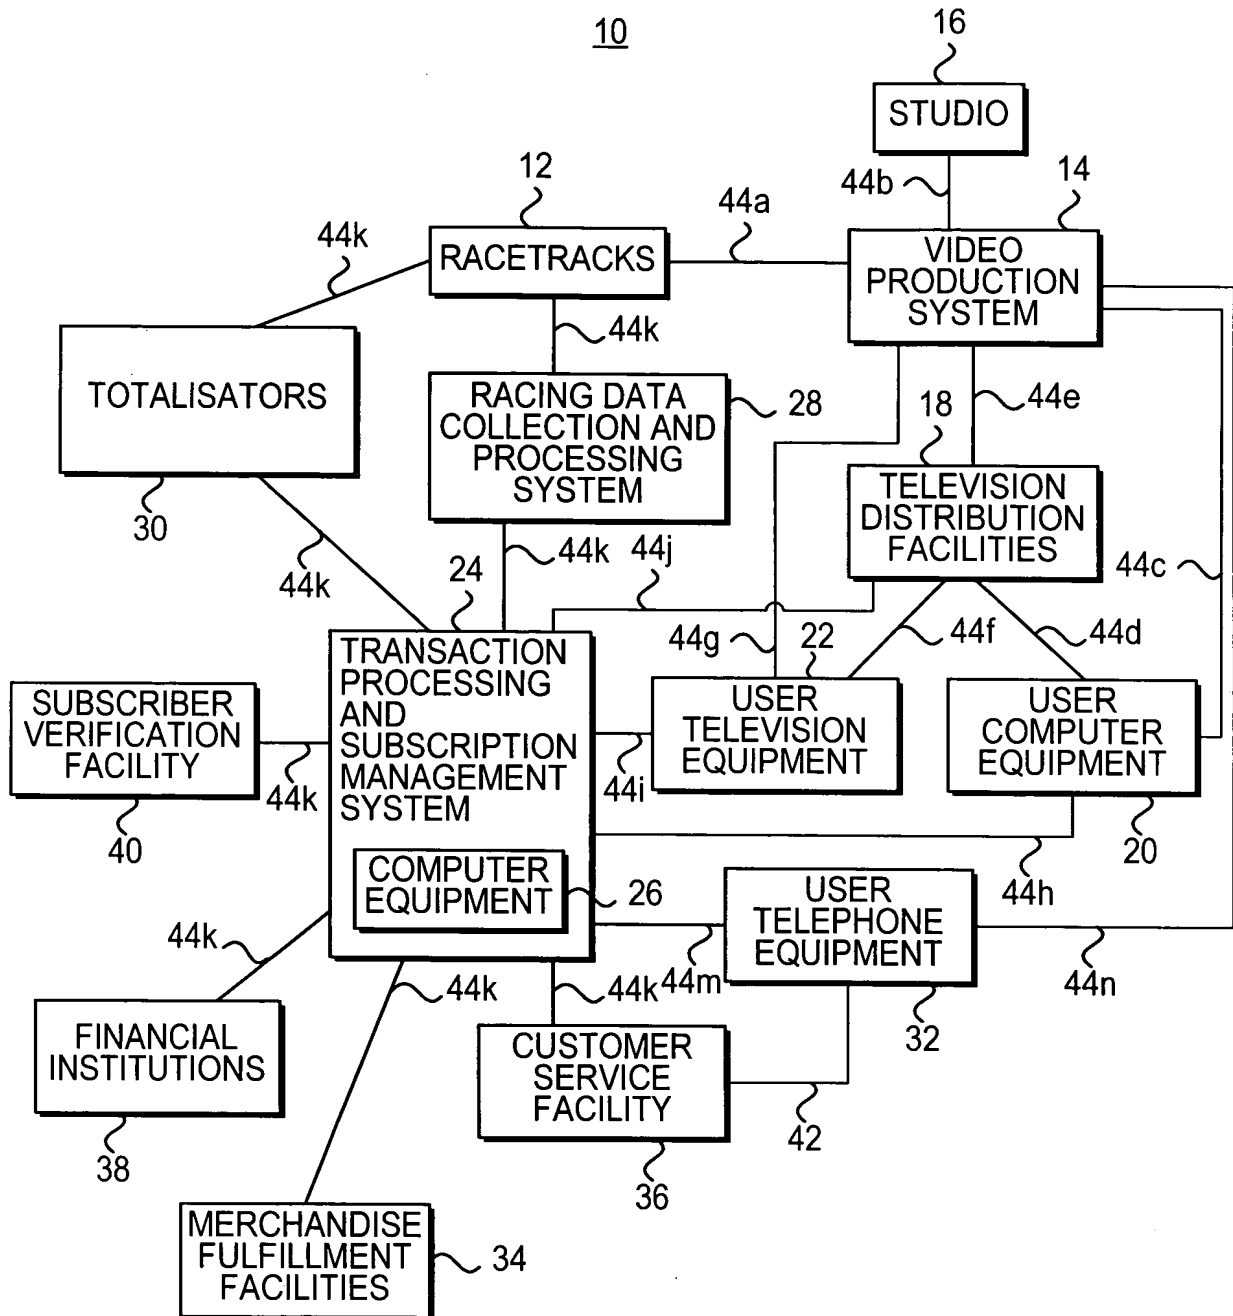 10
16
STUDIO
12
44b
14
44a
44k
RACETRACKS
VIDEO
PRODUCTION
SYSTEM
44k
TOTALISATORS
RACING DATA
COLLECTION AND
PROCESSING
SYSTEM
28
18
44e
30
TELEVISION
DISTRIBUTION
FACILITIES
44k
24
44k
44j
44c
44g
22
44f
44d
TRANSACTION
PROCESSING
AND
SUBSCRIPTION
MANAGEMENT
SYSTEM
SUBSCRIBER
VERIFICATION
FACILITY
USER
TELEVISION
EQUIPMENT
USER
COMPUTER
EQUIPMENT
44k
44i
40
20
COMPUTER
EQUIPMENT
26
44h
USER
TELEPHONE
EQUIPMENT
44k
44k
44k
44m
44n
32
FINANCIAL
INSTITUTIONS
CUSTOMER
SERVICE
FACILITY
42
38
36
MERCHANDISE
FULFILLMENT
FACILITIES
34